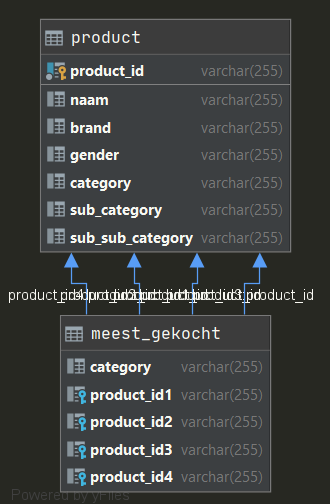 product
product_id varchar(255)
naam varchar(255)
brand varchar(255)
gender varchar(255)
category varchar(255)
sub_category varchar(255)
sub_sub_category varchar(255)
product_id
meest_gekocht
category varchar(255)
product_id1 varchar(255)
product_id2 varchar(255)
product_id3 varchar(255)
product_id4 varchar(255)
Powered by yFiles